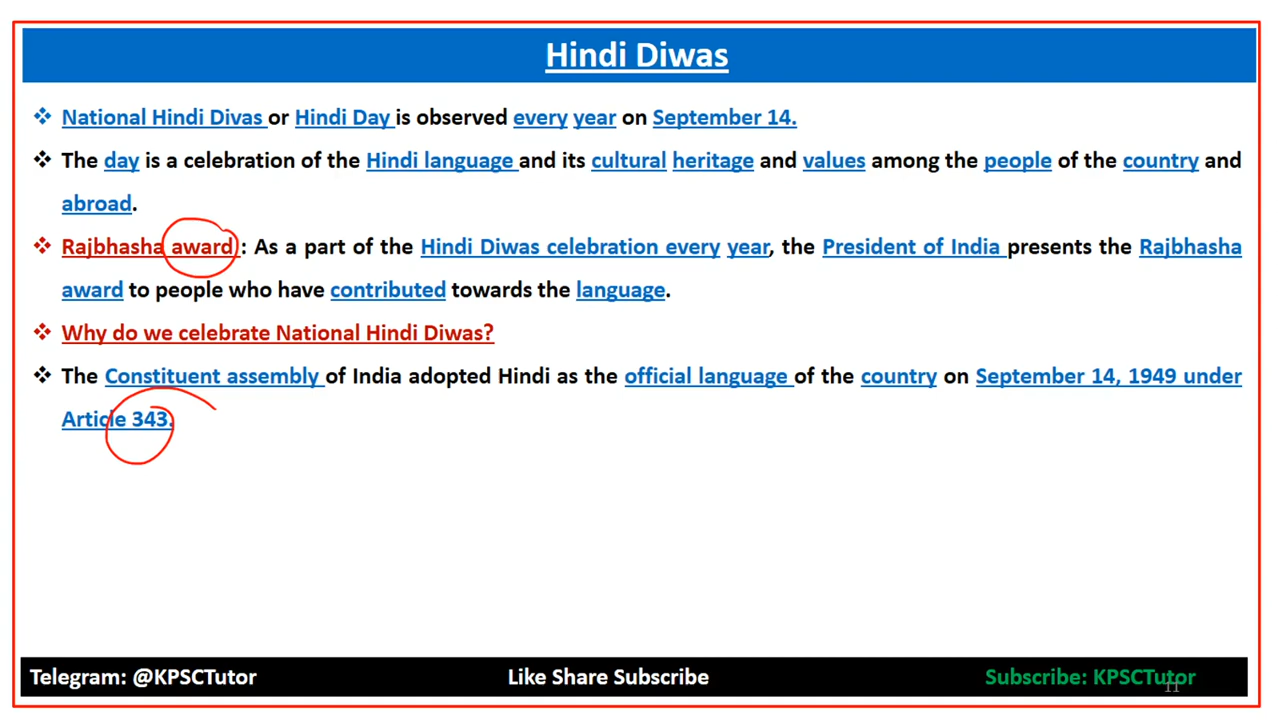 Hindi Diwas
❖ National Hindi Divas or Hindi Day is observed every year on September 14.
❖ The day is a celebration of the Hindi language and its cultural heritage and values among the people of the country and
abroad.
❖ Rajbhasha award : As a part of the Hindi Diwas celebration every year, the President of India presents the Rajbhasha
award to people who have contributed towards the language.
❖ Why do we celebrate National Hindi Diwas?
❖ The Constituent assembly of India adopted Hindi as the official language of the country on September 14, 1949 under
Article 343.
Telegram: @KPSCTutor Like Share Subscribe Subscribe: KPSCTutor
11